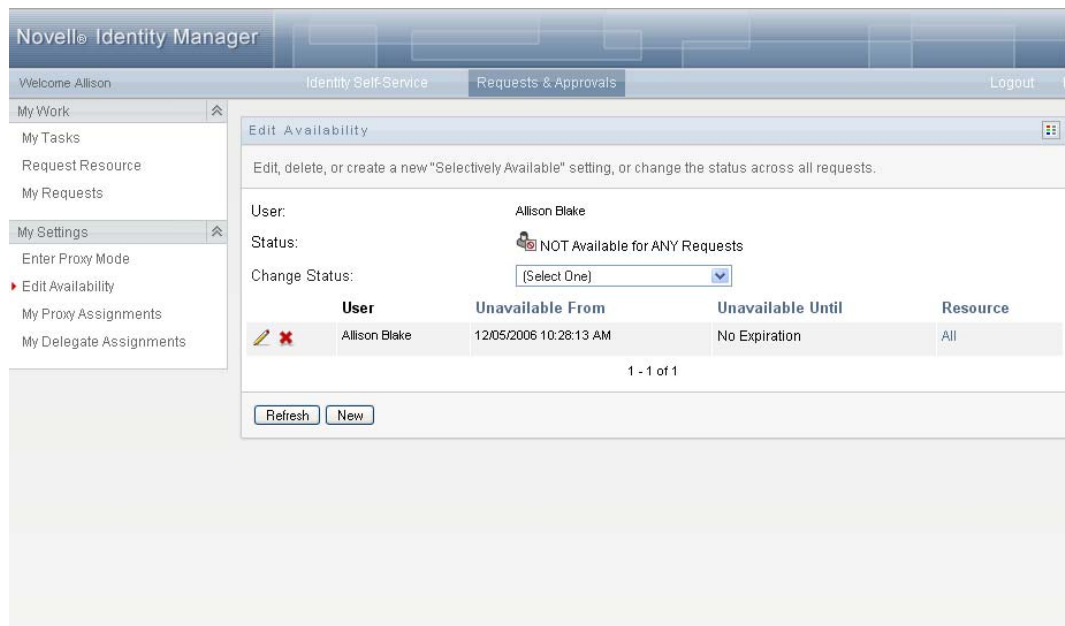 Novell® Identity Manager
Welcome Allison
Identity Self-Service
Requests & Approvals
Logout
My Work
My Tasks
Request Resource
My Requests
My Settings
Enter Proxy Mode
Edit Availability
My Proxy Assignments
My Delegate Assignments
Edit Availability
Edit, delete, or create a new "Selectively Available" setting, or change the status across all requests.
User: Allison Blake
Status: NOT Available for ANY Requests
Change Status: (Select One)
User Unavailable From Unavailable Until Resource
Allison Blake 12/05/2006 10:28:13 AM No Expiration All
1 - 1 of 1
Refresh New